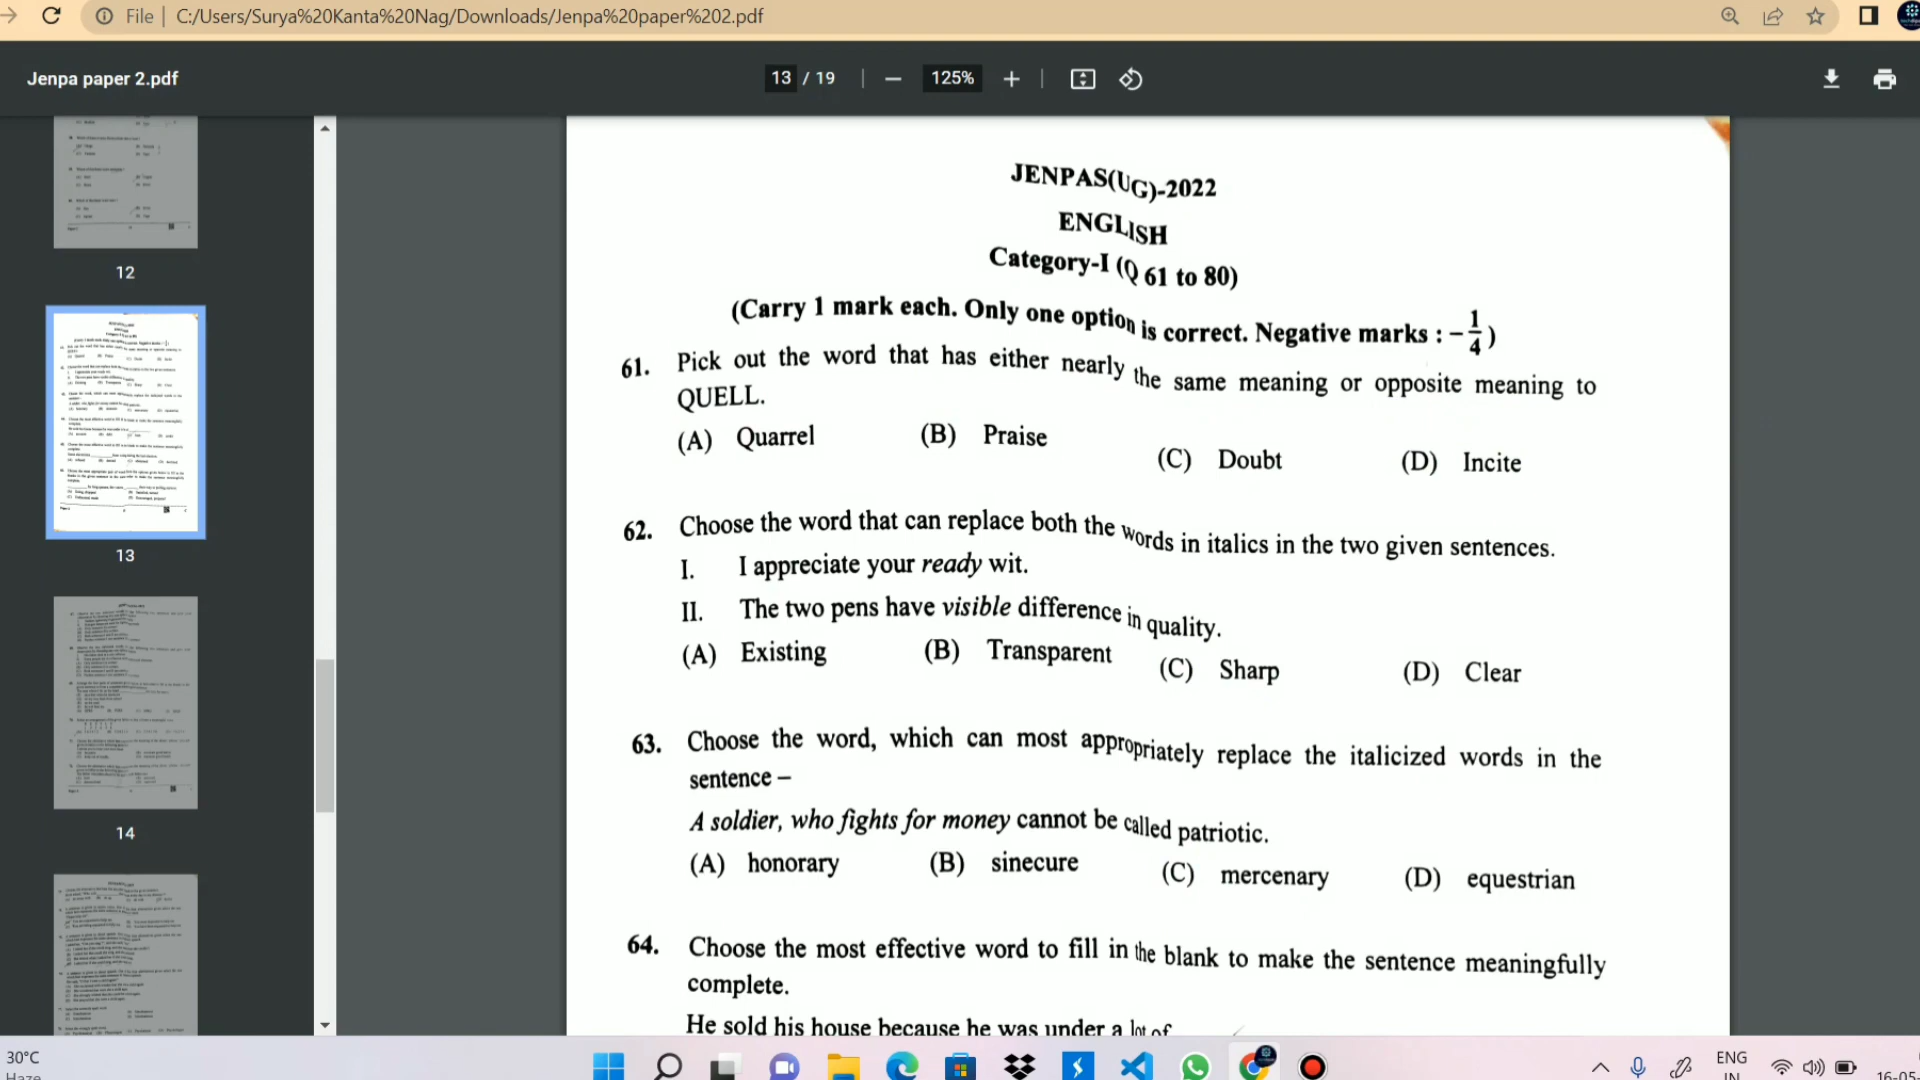 File | C:/Users/Surya%20Kanta%20Nag/Downloads/Jenpa%20paper%202.pdf
Jenpa paper 2.pdf
13 / 19
125%
12
13
14
JENPAS(UG)-2022
ENGLISH
Category-I (Q 61 to 80)
(Carry 1 mark each. Only one option is correct. Negative marks : – 1/4)
61. Pick out the word that has either nearly the same meaning or opposite meaning to
QUELL.
(A) Quarrel (B) Praise (C) Doubt (D) Incite
62. Choose the word that can replace both the words in italics in the two given sentences.
I. I appreciate your ready wit.
II. The two pens have visible difference in quality.
(A) Existing (B) Transparent (C) Sharp (D) Clear
63. Choose the word, which can most appropriately replace the italicized words in the
sentence –
A soldier, who fights for money cannot be called patriotic.
(A) honorary (B) sinecure (C) mercenary (D) equestrian
64. Choose the most effective word to fill in the blank to make the sentence meaningfully
complete.
He sold his house because he was under a lot of
30°C
Haze
ENG
IN
16-05